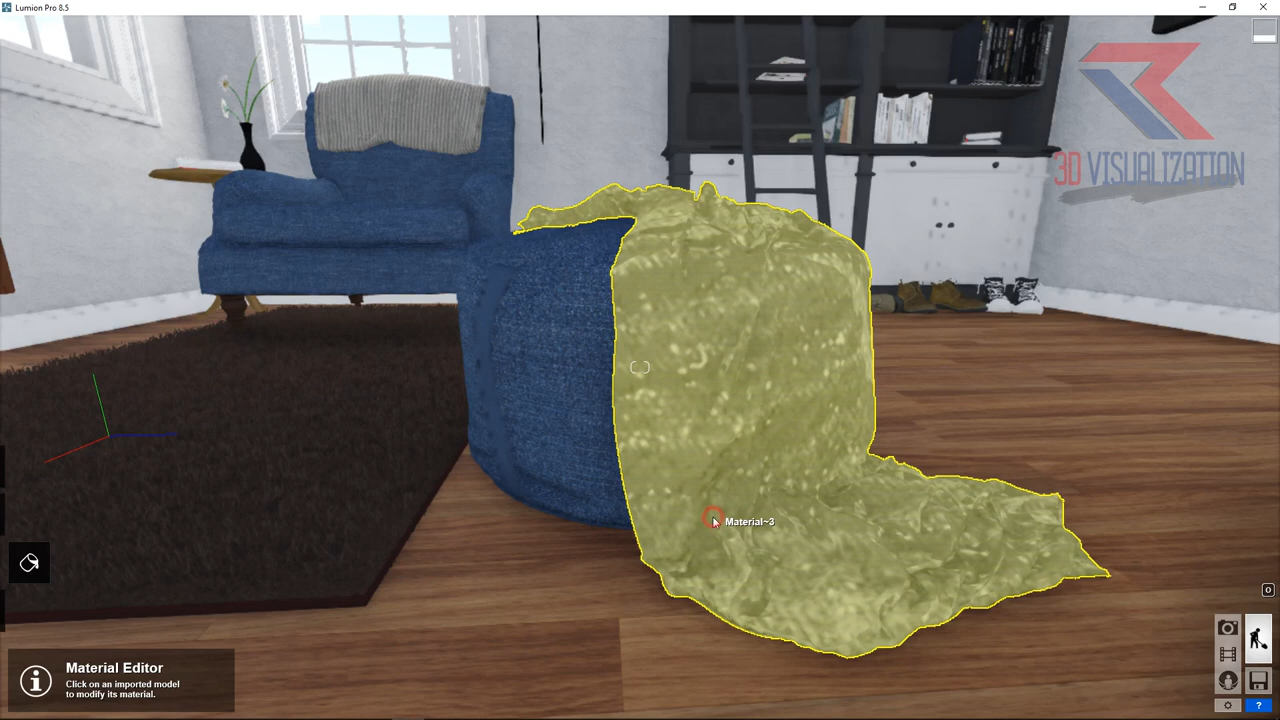 Lumion Pro 8.5
3D VISUALIZATION
Material~3
Material Editor
Click on an imported model
to modify its material.
?